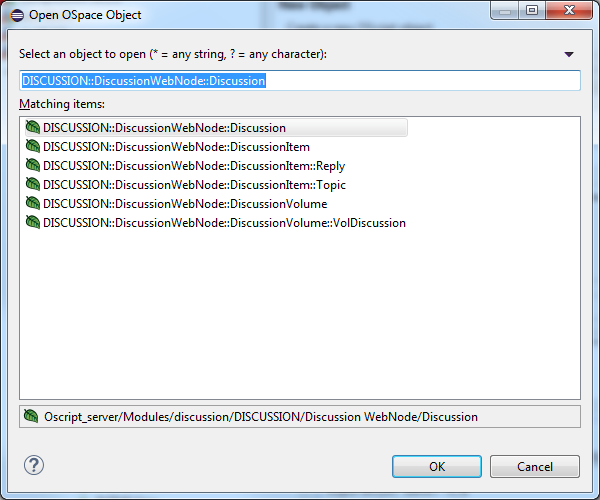 Open OSpace Object
Select an object to open (* = any string, ? = any character):
DISCUSSION::DiscussionWebNode::Discussion
Matching items:
DISCUSSION::DiscussionWebNode::Discussion
DISCUSSION::DiscussionWebNode::DiscussionItem
DISCUSSION::DiscussionWebNode::DiscussionItem::Reply
DISCUSSION::DiscussionWebNode::DiscussionItem::Topic
DISCUSSION::DiscussionWebNode::DiscussionVolume
DISCUSSION::DiscussionWebNode::DiscussionVolume::VolDiscussion
Oscript_server/Modules/discussion/DISCUSSION/Discussion WebNode/Discussion
?
OK
Cancel